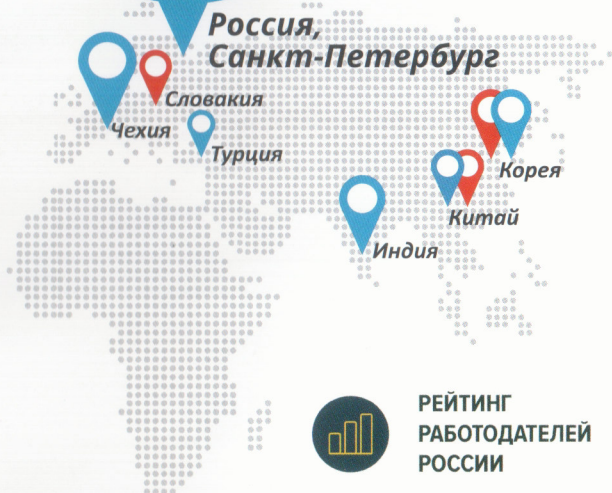 Россия,
Санкт-Петербург
Словакия
Чехия
Турция
Корея
Китай
Индия
РЕЙТИНГ
РАБОТОДАТЕЛЕЙ
РОССИИ